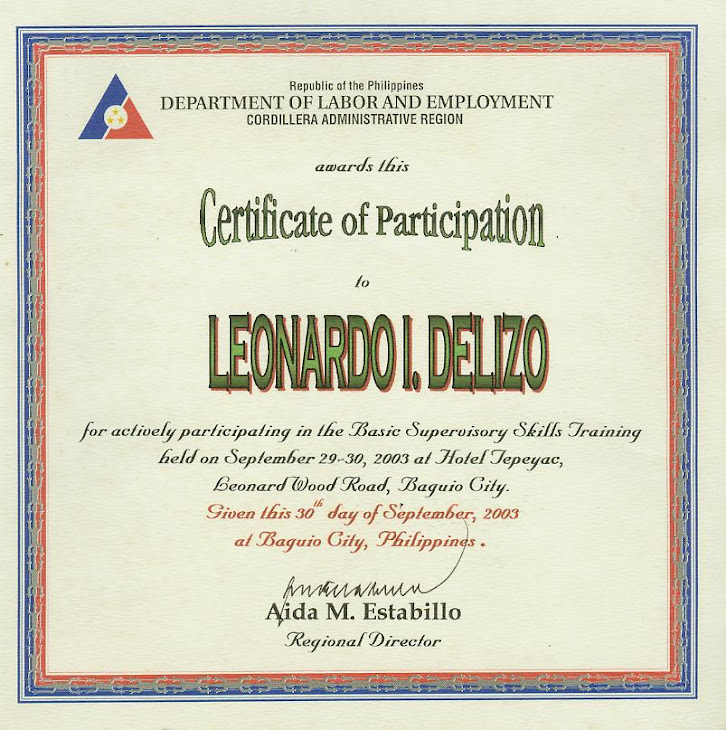 Republic of the Philippines
DEPARTMENT OF LABOR AND EMPLOYMENT
CORDILLERA ADMINISTRATIVE REGION
awards this
Certificate of Participation
to
LEONARDO I. DELIZO
for actively participating in the Basic Supervisory Skills Training
held on September 29-30, 2003 at Hotel Tepeyac,
Leonard Wood Road, Baguio City.
Given this 30th day of September, 2003
at Baguio City, Philippines.
Aida M. Estabillo
Regional Director